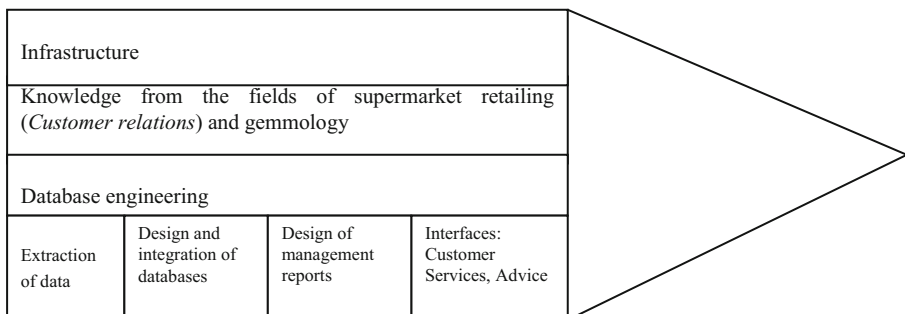 Infrastructure
Knowledge from the fields of supermarket retailing
(Customer relations) and gemmology
Database engineering
Extraction
of data
Design and
integration of
databases
Design of
management
reports
Interfaces:
Customer
Services, Advice